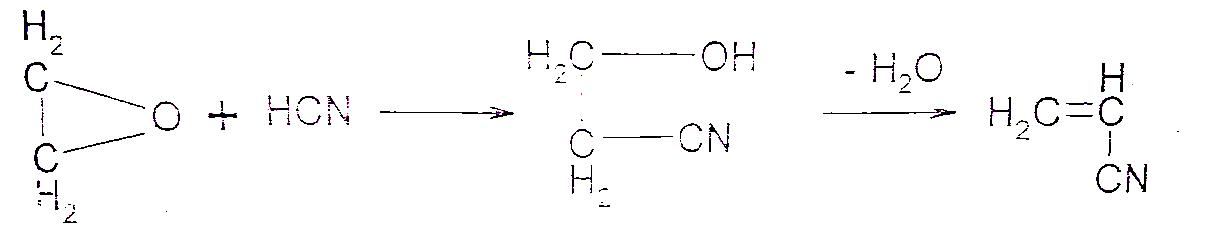 H2
C
O + HCN
C
H2
H2C OH
C CN
H2
- H2O
H
H2C=C
CN